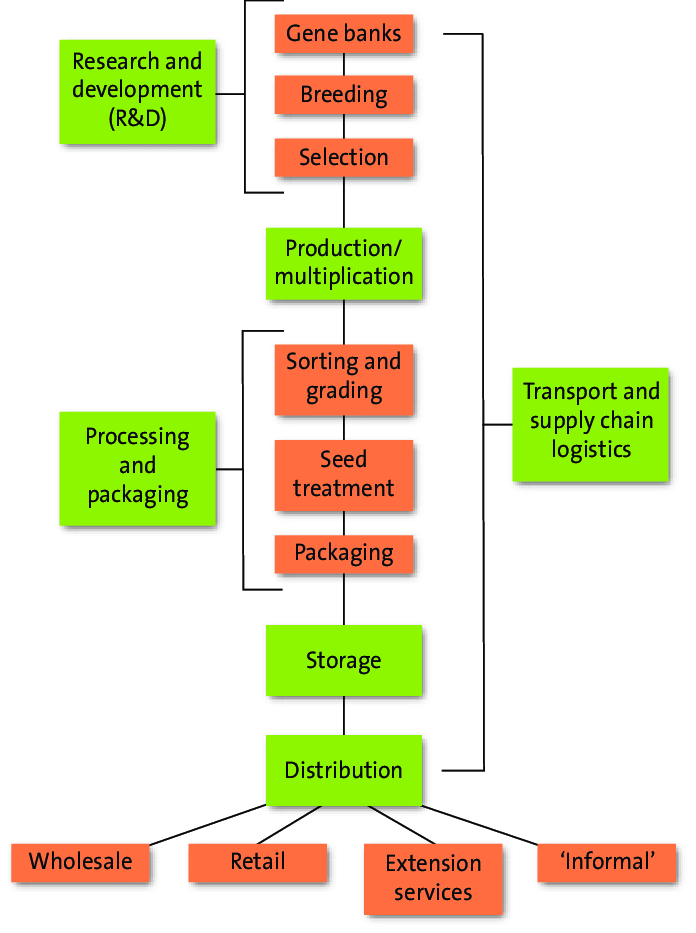 Gene banks
Research and
development
(R&D)
Breeding
Selection
Production/
multiplication
Sorting and
grading
Transport and
supply chain
logistics
Processing
and
packaging
Seed
treatment
Packaging
Storage
Distribution
Wholesale
Retail
Extension
services
‘Informal’